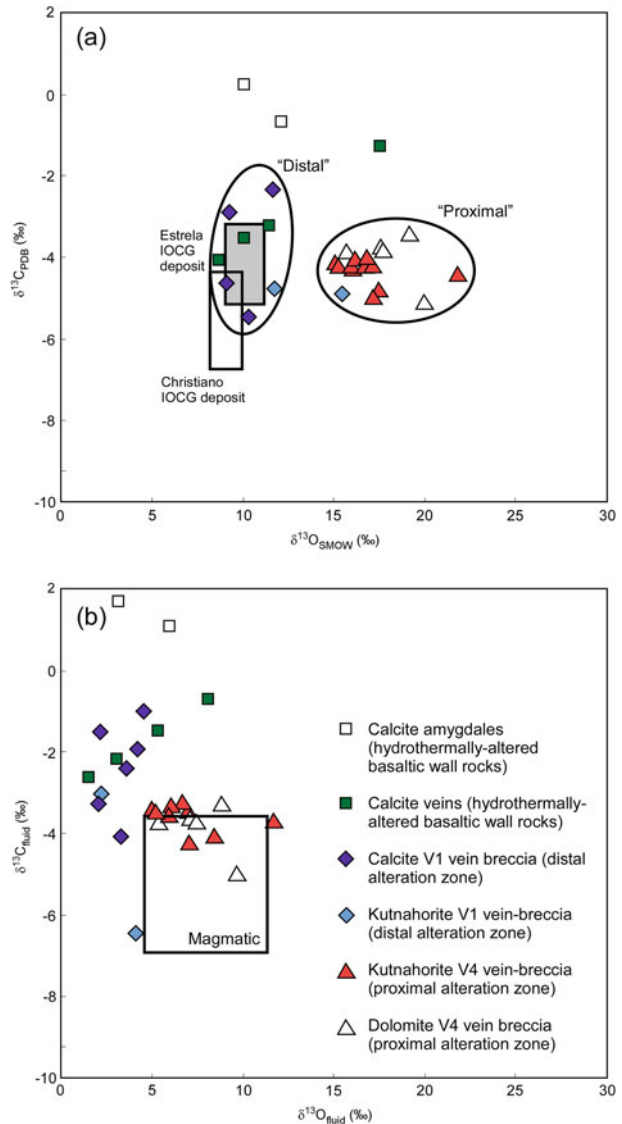 (a)
2
0
-2
-4
-6
-8
-10
δ¹³C_PDB (‰)
"Distal"
"Proximal"
Estrela
IOCG
deposit
Christiano
IOCG deposit
0 5 10 15 20 25 30
δ¹³O_SMOW (‰)
(b)
2
0
-2
-4
-6
-8
-10
δ¹³C_fluid (‰)
Magmatic
Calcite amygdales
(hydrothermally-altered
basaltic wall rocks)
Calcite veins (hydrothermally-
altered basaltic wall rocks)
Calcite V1 vein breccia (distal
alteration zone)
Kutnahorite V1 vein-breccia
(distal alteration zone)
Kutnahorite V4 vein-breccia
(proximal alteration zone)
Dolomite V4 vein breccia
(proximal alteration zone)
0 5 10 15 20 25 30
δ¹³O_fluid (‰)